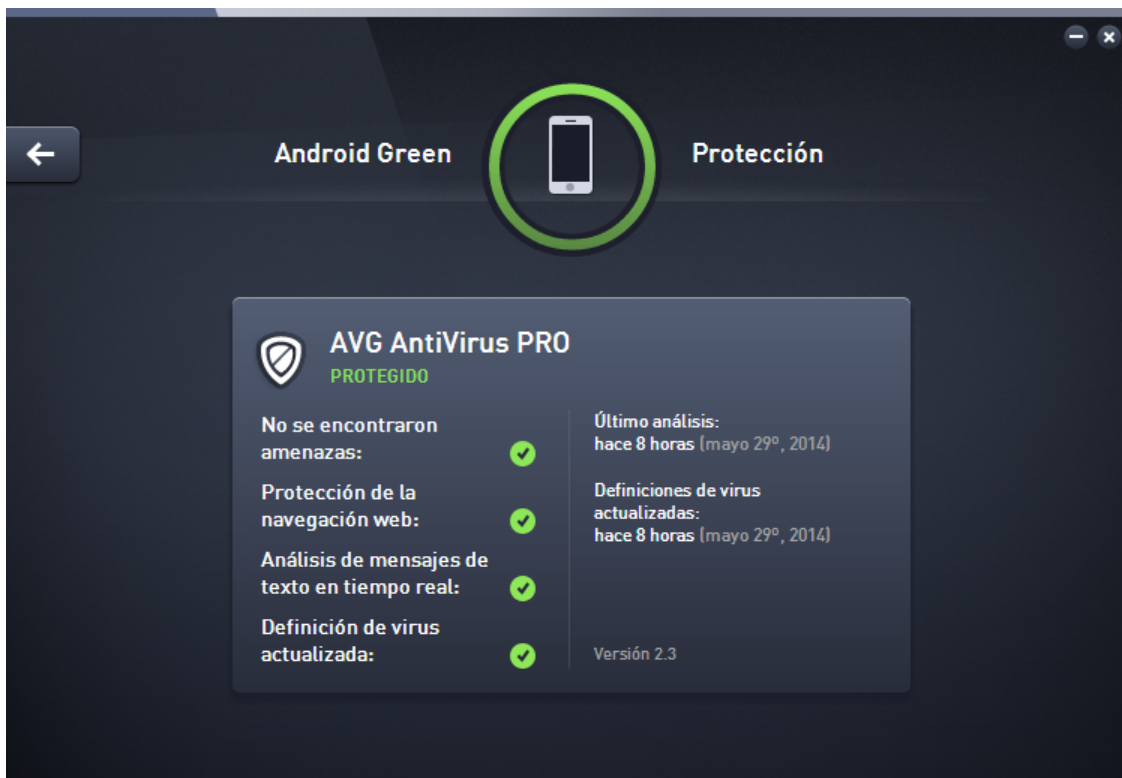 Android Green
Protección
AVG AntiVirus PRO
PROTEGIDO
No se encontraron
amenazas:
Protección de la
navegación web:
Análisis de mensajes de
texto en tiempo real:
Definición de virus
actualizada:
Último análisis:
hace 8 horas (mayo 29º, 2014)
Definiciones de virus
actualizadas:
hace 8 horas (mayo 29º, 2014)
Versión 2.3